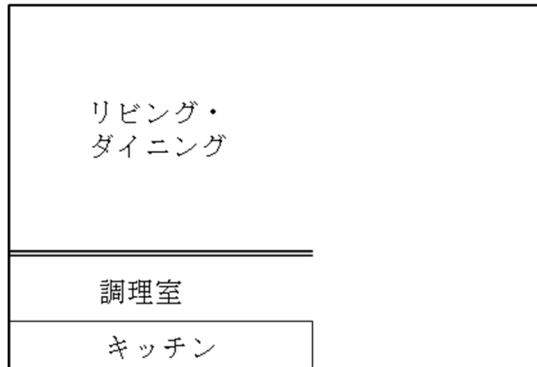 リビング・
ダイニング
調理室
キッチン